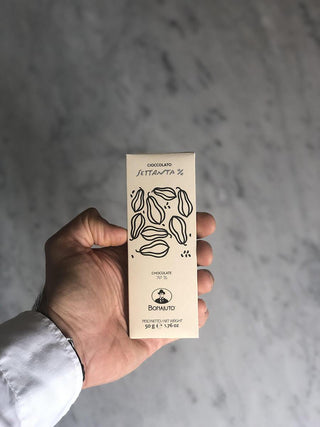 CIOCCOLATO
SETTANTA %
CHOCOLATE
70 %
BONAJUTO
PESO NETTO / NET WEIGHT
50 g ℮ 1.76 oz